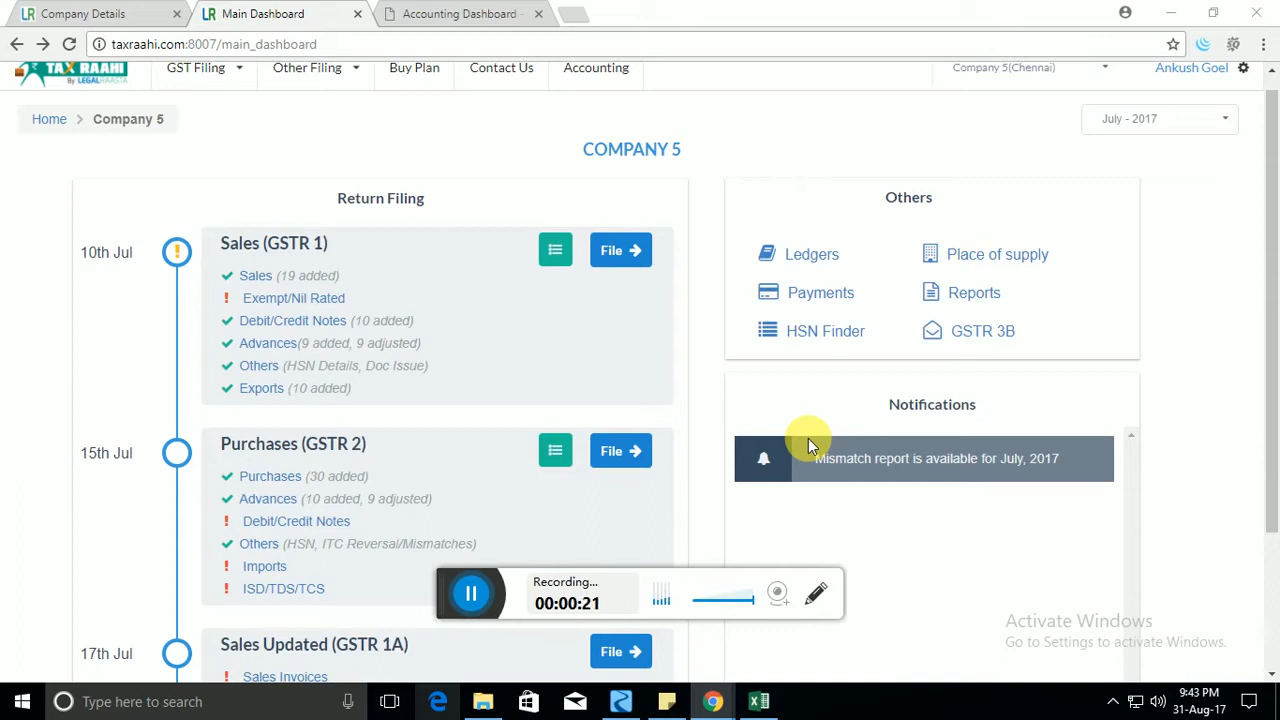 Company Details
Main Dashboard
Accounting Dashboard -
taxraahi.com:8007/main_dashboard
TAX RAAHI
By LEGALRAASTA
GST Filing
Other Filing
Buy Plan
Contact Us
Accounting
Company 5(Chennai)
Ankush Goel
Home
Company 5
July - 2017
COMPANY 5
Return Filing
10th Jul
Sales (GSTR 1)
File
Sales (19 added)
Exempt/Nil Rated
Debit/Credit Notes (10 added)
Advances(9 added, 9 adjusted)
Others (HSN Details, Doc Issue)
Exports (10 added)
15th Jul
Purchases (GSTR 2)
File
Purchases (30 added)
Advances (10 added, 9 adjusted)
Debit/Credit Notes
Others (HSN, ITC Reversal/Mismatches)
Imports
ISD/TDS/TCS
17th Jul
Sales Updated (GSTR 1A)
File
Sales Invoices
Others
Ledgers
Place of supply
Payments
Reports
HSN Finder
GSTR 3B
Notifications
Mismatch report is available for July, 2017
Recording...
00:00:21
Activate Windows
Go to Settings to activate Windows.
Type here to search
9:43 PM
31-Aug-17